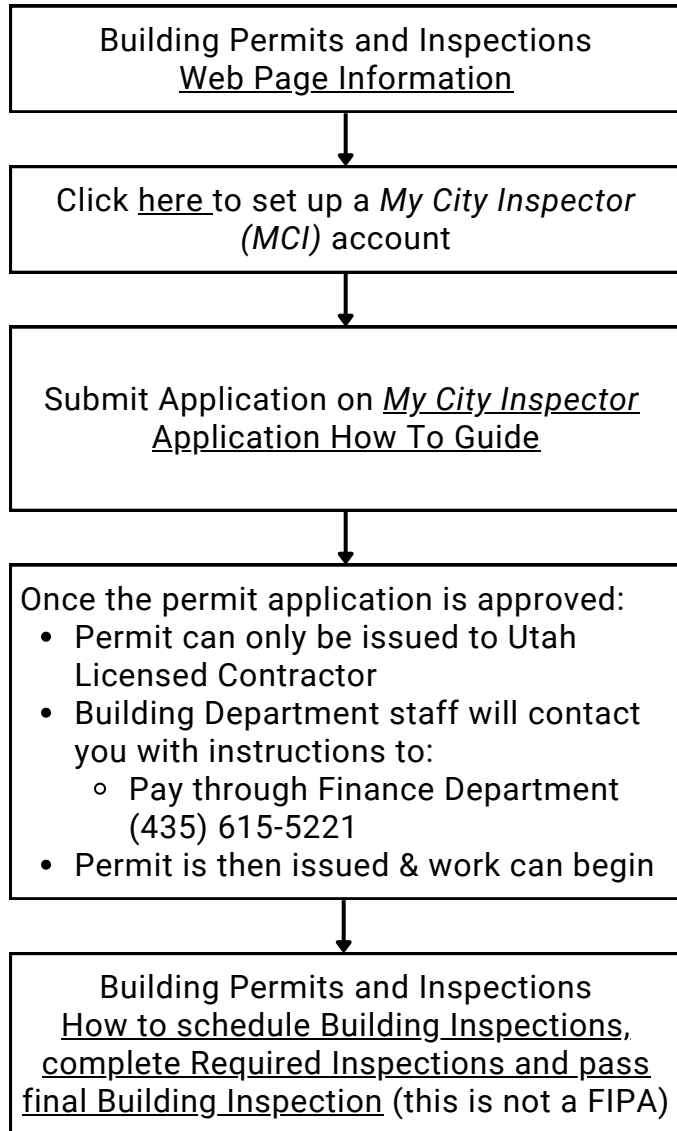 Building Permits and Inspections
Web Page Information
Click here to set up a My City Inspector
(MCI) account
Submit Application on My City Inspector
Application How To Guide
Once the permit application is approved:
• Permit can only be issued to Utah
Licensed Contractor
• Building Department staff will contact
you with instructions to:
○ Pay through Finance Department
(435) 615-5221
• Permit is then issued & work can begin
Building Permits and Inspections
How to schedule Building Inspections,
complete Required Inspections and pass
final Building Inspection (this is not a FIPA)